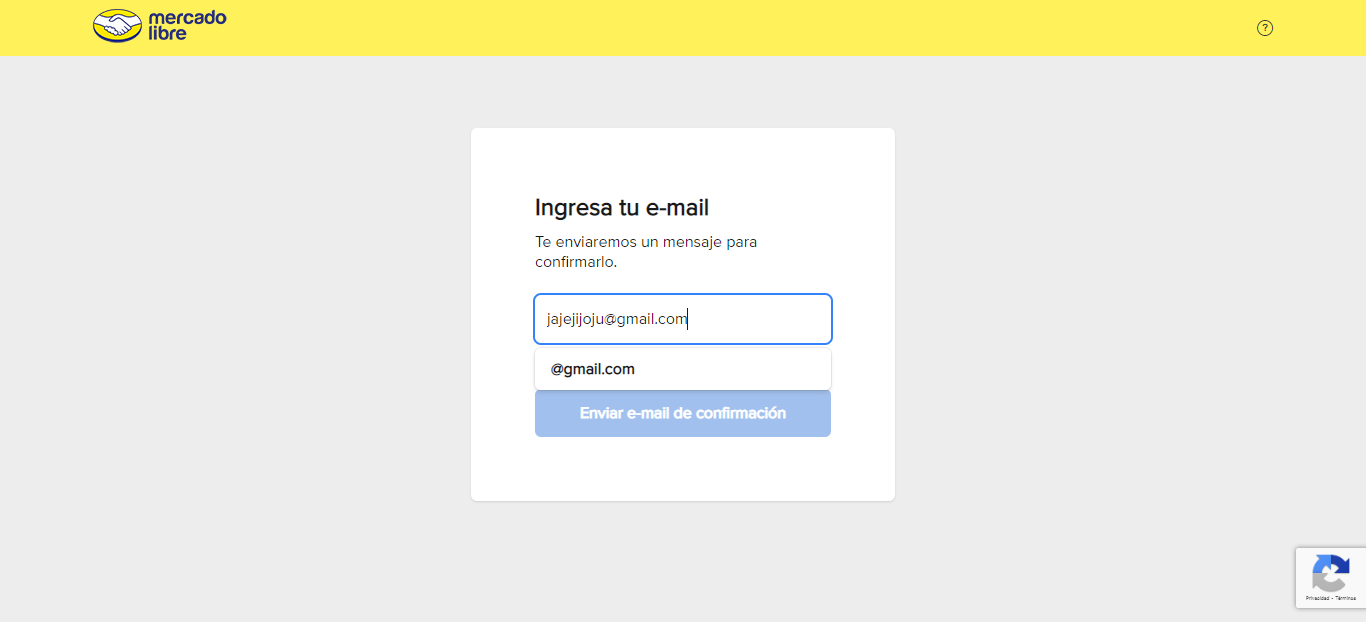 mercado
libre
?
Ingresa tu e-mail
Te enviaremos un mensaje para
confirmarlo.
jajejijoju@gmail.com
@gmail.com
Enviar e-mail de confirmación
Privacidad - Términos